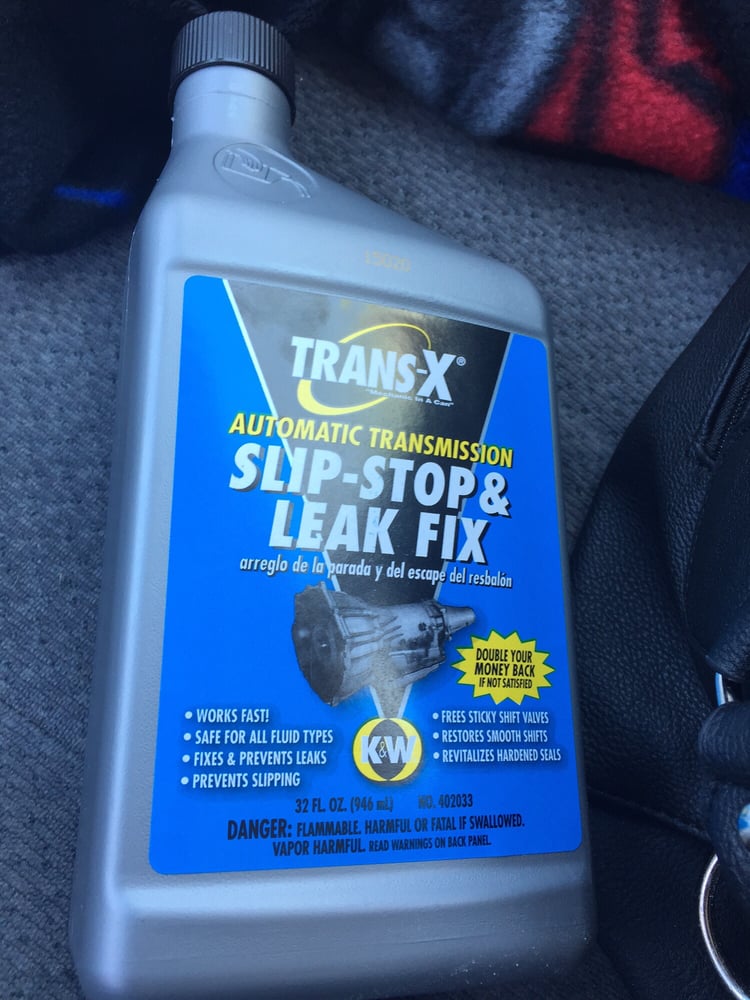 15020
TRANS-X®
"Mechanic In A Can"
AUTOMATIC TRANSMISSION
SLIP-STOP &
LEAK FIX
arreglo de la parada y del escape del resbalón
DOUBLE YOUR
MONEY BACK
IF NOT SATISFIED
• WORKS FAST!
• SAFE FOR ALL FLUID TYPES
• FIXES & PREVENTS LEAKS
• PREVENTS SLIPPING
K&W
• FREES STICKY SHIFT VALVES
• RESTORES SMOOTH SHIFTS
• REVITALIZES HARDENED SEALS
32 FL. OZ. (946 mL) NO. 402033
DANGER: FLAMMABLE. HARMFUL OR FATAL IF SWALLOWED.
VAPOR HARMFUL. READ WARNINGS ON BACK PANEL.